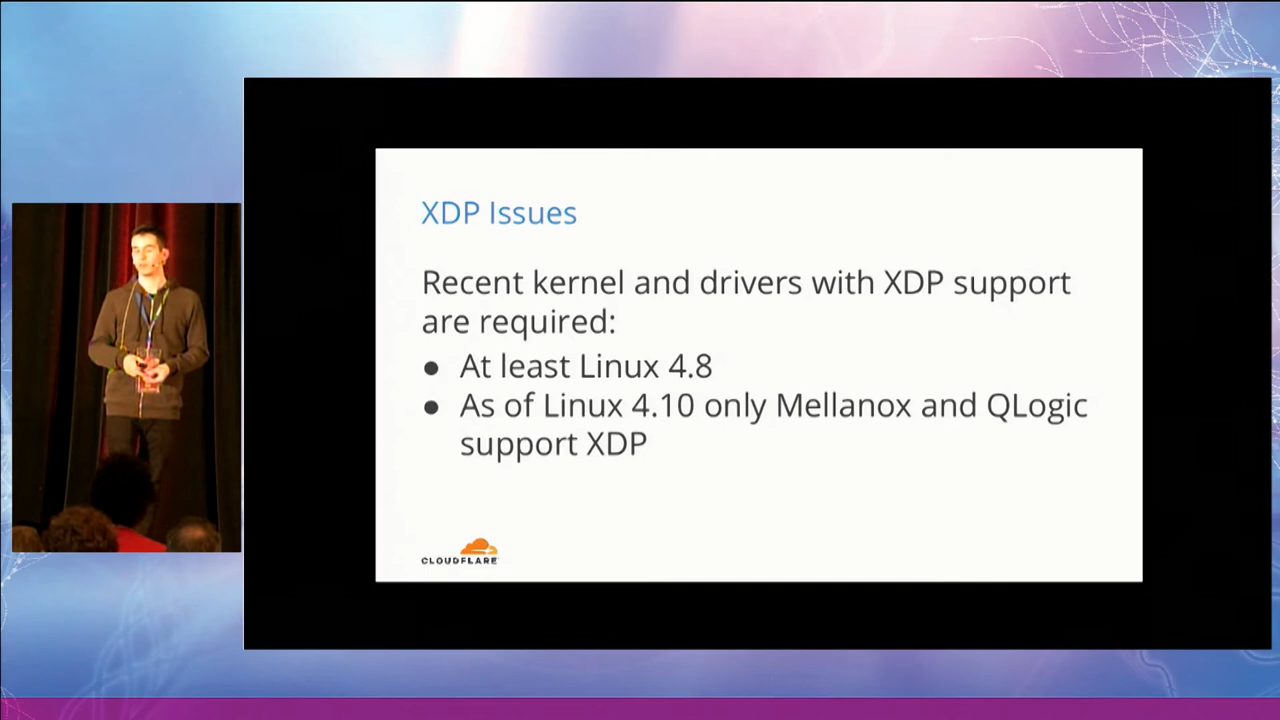 XDP Issues
Recent kernel and drivers with XDP support
are required:
● At least Linux 4.8
● As of Linux 4.10 only Mellanox and QLogic
support XDP
CLOUDFLARE